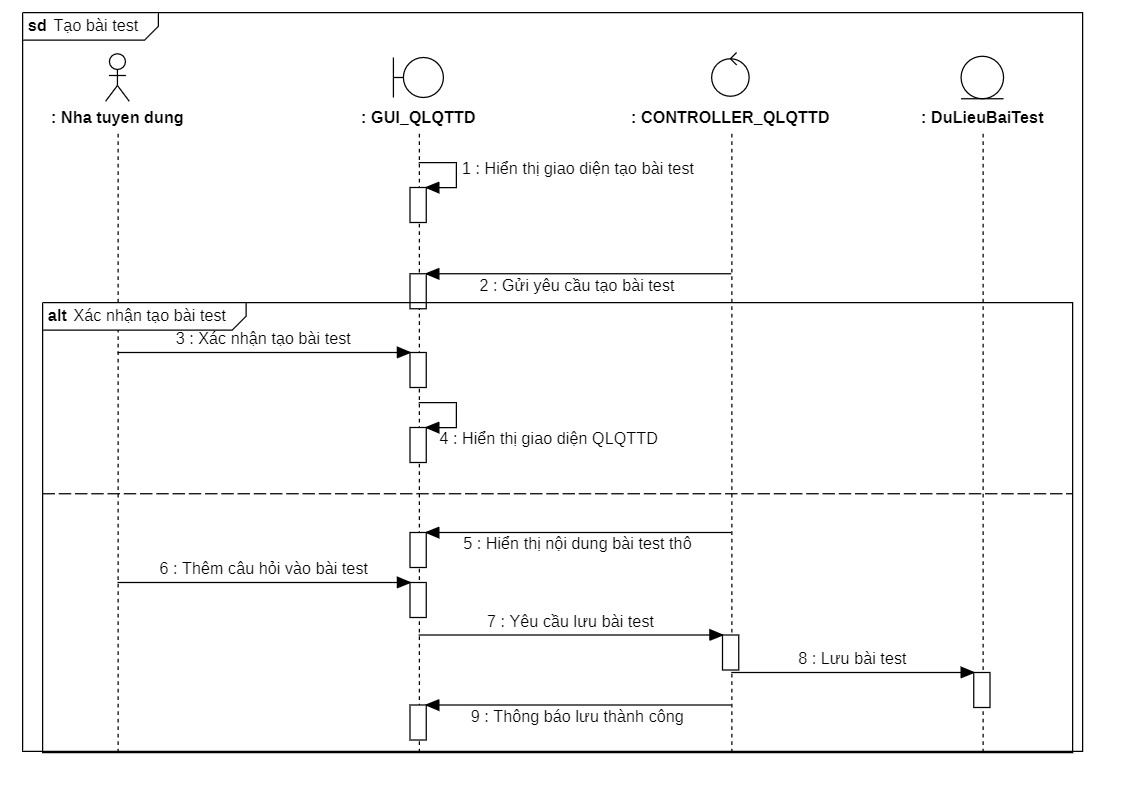 sd Tạo bài test
: Nha tuyen dung
: GUI_QLQTTD
: CONTROLLER_QLQTTD
: DuLieuBaiTest
1 : Hiển thị giao diện tạo bài test
2 : Gửi yêu cầu tạo bài test
alt Xác nhận tạo bài test
3 : Xác nhận tạo bài test
4 : Hiển thị giao diện QLQTTD
5 : Hiển thị nội dung bài test thô
6 : Thêm câu hỏi vào bài test
7 : Yêu cầu lưu bài test
8 : Lưu bài test
9 : Thông báo lưu thành công